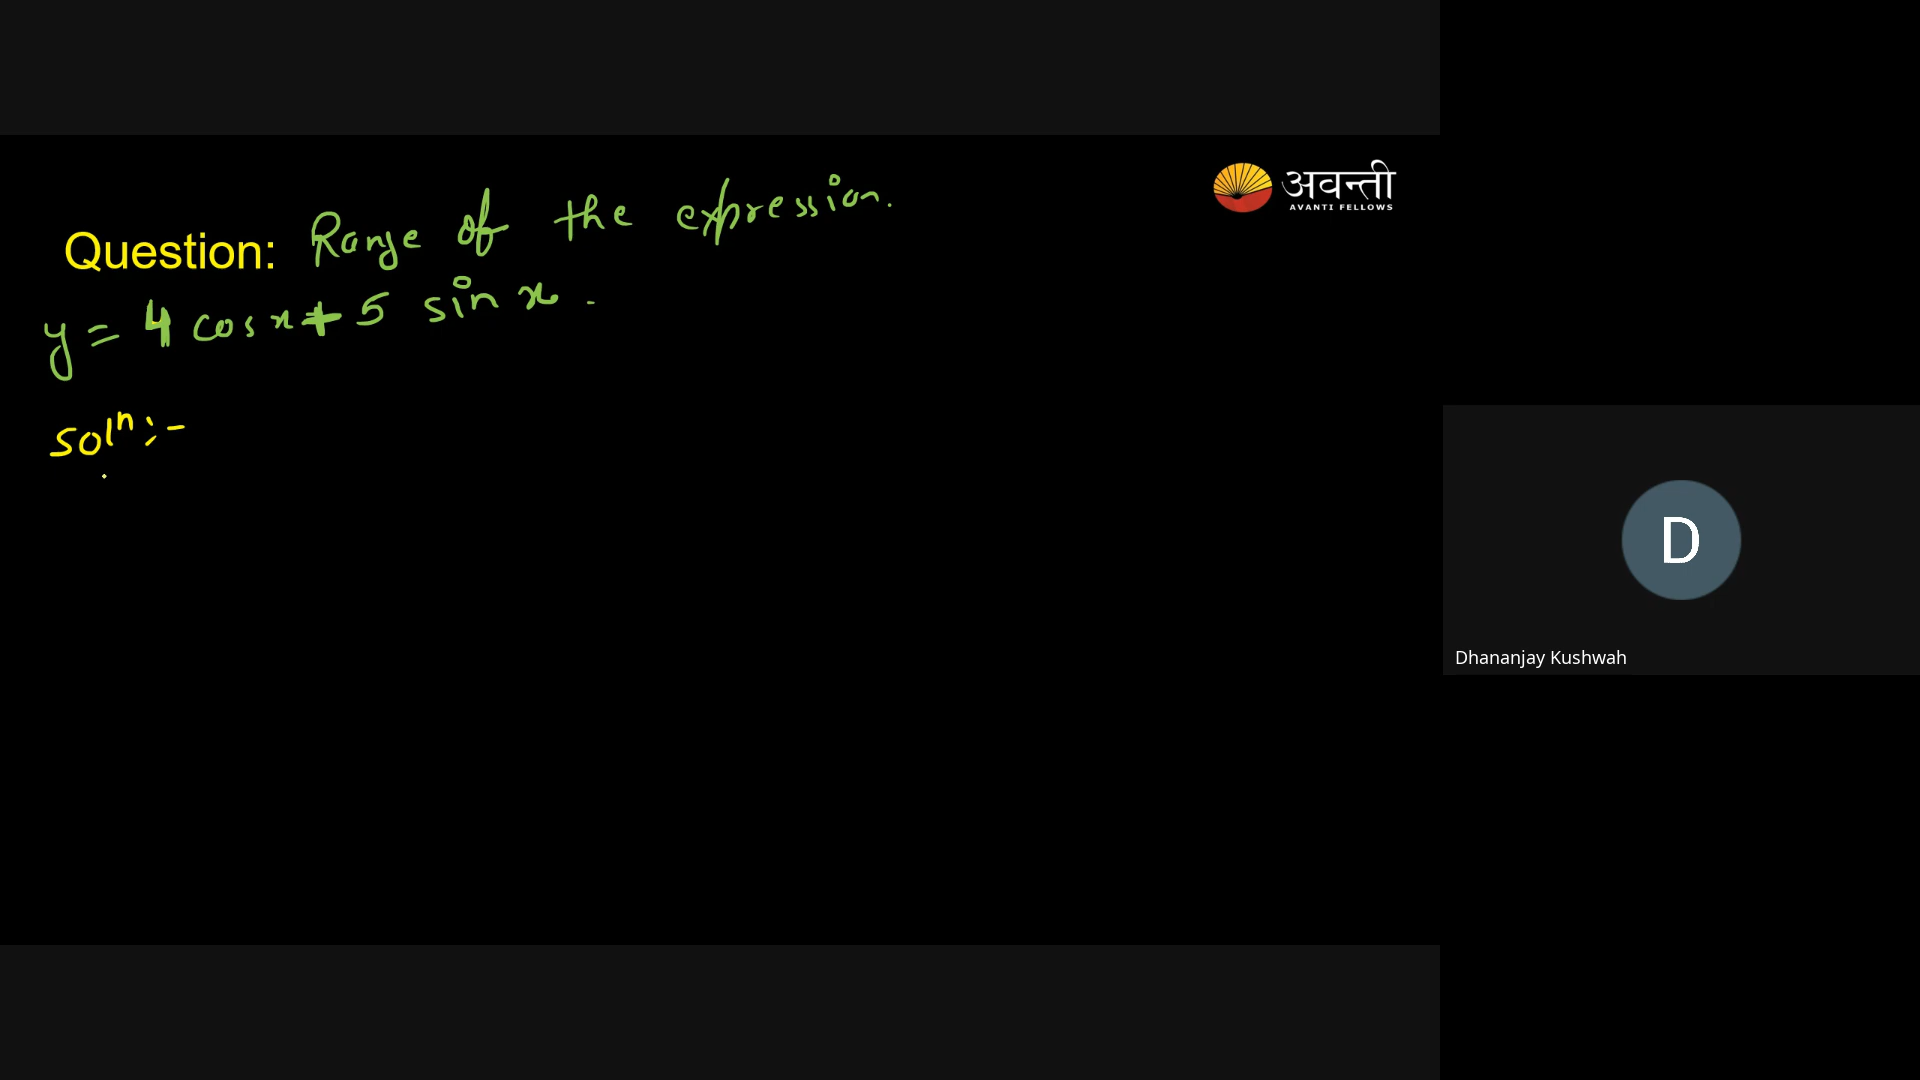 अवन्ती
AVANTI FELLOWS
Question: Range of the expression.
y = 4 cos x + 5 sin x .
Solⁿ :-
D
Dhananjay Kushwah